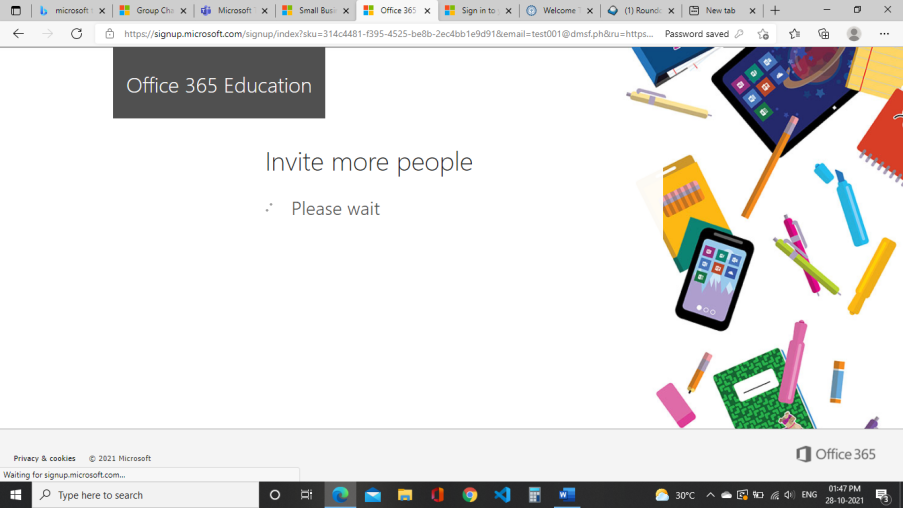 microsoft
Group Cha
Microsoft
Small Busi
Office 365
Sign in to
Welcome
(1) Round
New tab
https://signup.microsoft.com/signup/index?sku=314c4481-f395-4525-be8b-2ec4bb1e9d91&email=test001@dmsf.ph&ru=https...
Password saved
Office 365 Education
Invite more people
Please wait
Privacy & cookies © 2021 Microsoft
Office 365
Waiting for signup.microsoft.com...
Type here to search
30°C
ENG
01:47 PM
28-10-2021
3